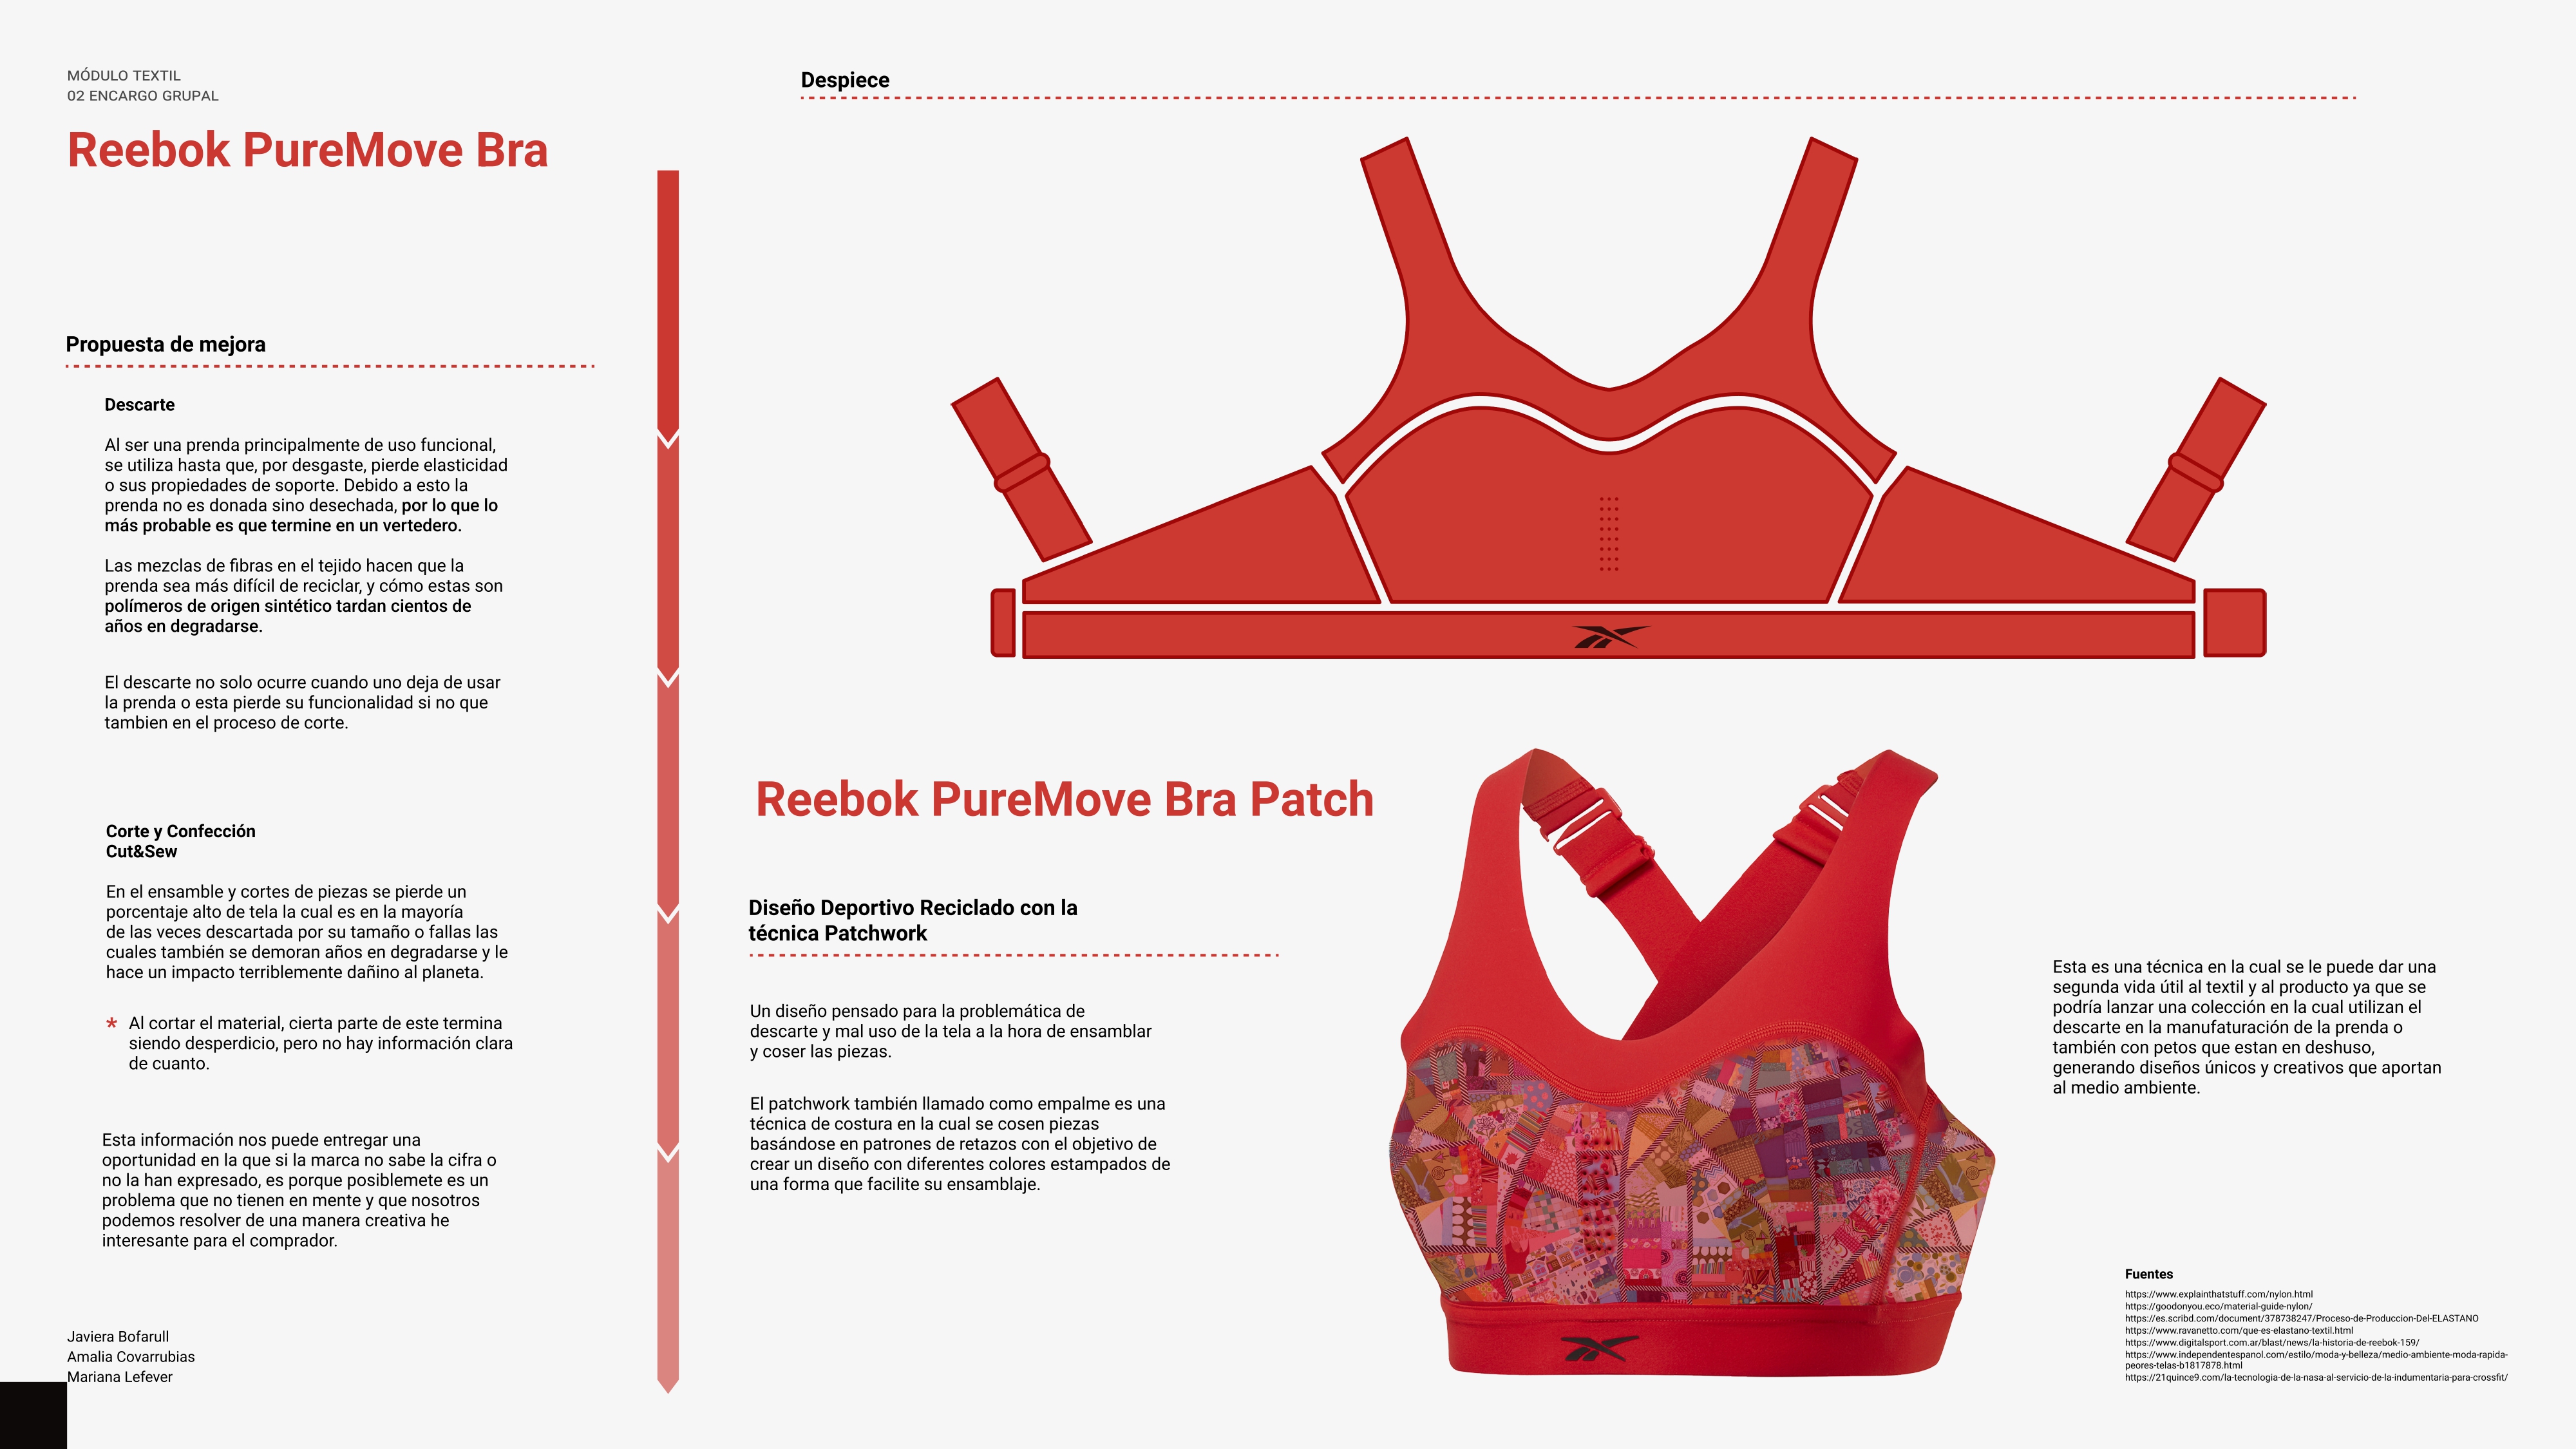 MÓDULO TEXTIL
02 ENCARGO GRUPAL
Reebok PureMove Bra
Propuesta de mejora
Descarte
Al ser una prenda principalmente de uso funcional,
se utiliza hasta que, por desgaste, pierde elasticidad
o sus propiedades de soporte. Debido a esto la
prenda no es donada sino desechada, por lo que lo
más probable es que termine en un vertedero.
Las mezclas de fibras en el tejido hacen que la
prenda sea más difícil de reciclar, y cómo estas son
polímeros de origen sintético tardan cientos de
años en degradarse.
El descarte no solo ocurre cuando uno deja de usar
la prenda o esta pierde su funcionalidad si no que
tambien en el proceso de corte.
Corte y Confección
Cut&Sew
En el ensamble y cortes de piezas se pierde un
porcentaje alto de tela la cual es en la mayoría
de las veces descartada por su tamaño o fallas las
cuales también se demoran años en degradarse y le
hace un impacto terriblemente dañino al planeta.
* Al cortar el material, cierta parte de este termina
siendo desperdicio, pero no hay información clara
de cuanto.
Esta información nos puede entregar una
oportunidad en la que si la marca no sabe la cifra o
no la han expresado, es porque posiblemete es un
problema que no tienen en mente y que nosotros
podemos resolver de una manera creativa he
interesante para el comprador.
Javiera Bofarull
Amalia Covarrubias
Mariana Lefever
Despiece
Reebok PureMove Bra Patch
Diseño Deportivo Reciclado con la
técnica Patchwork
Un diseño pensado para la problemática de
descarte y mal uso de la tela a la hora de ensamblar
y coser las piezas.
El patchwork también llamado como empalme es una
técnica de costura en la cual se cosen piezas
basándose en patrones de retazos con el objetivo de
crear un diseño con diferentes colores estampados de
una forma que facilite su ensamblaje.
Esta es una técnica en la cual se le puede dar una
segunda vida útil al textil y al producto ya que se
podría lanzar una colección en la cual utilizan el
descarte en la manufaturación de la prenda o
también con petos que estan en deshuso,
generando diseños únicos y creativos que aportan
al medio ambiente.
Fuentes
https://www.explainthatstuff.com/nylon.html
https://goodonyou.eco/material-guide-nylon/
https://es.scribd.com/document/378738247/Proceso-de-Produccion-Del-ELASTANO
https://www.ravanetto.com/que-es-elastano-textil.html
https://www.digitalsport.com.ar/blast/news/la-historia-de-reebok-159/
https://www.independentespanol.com/estilo/moda-y-belleza/medio-ambiente-moda-rapida-
peores-telas-b1817878.html
https://21quince9.com/la-tecnologia-de-la-nasa-al-servicio-de-la-indumentaria-para-crossfit/